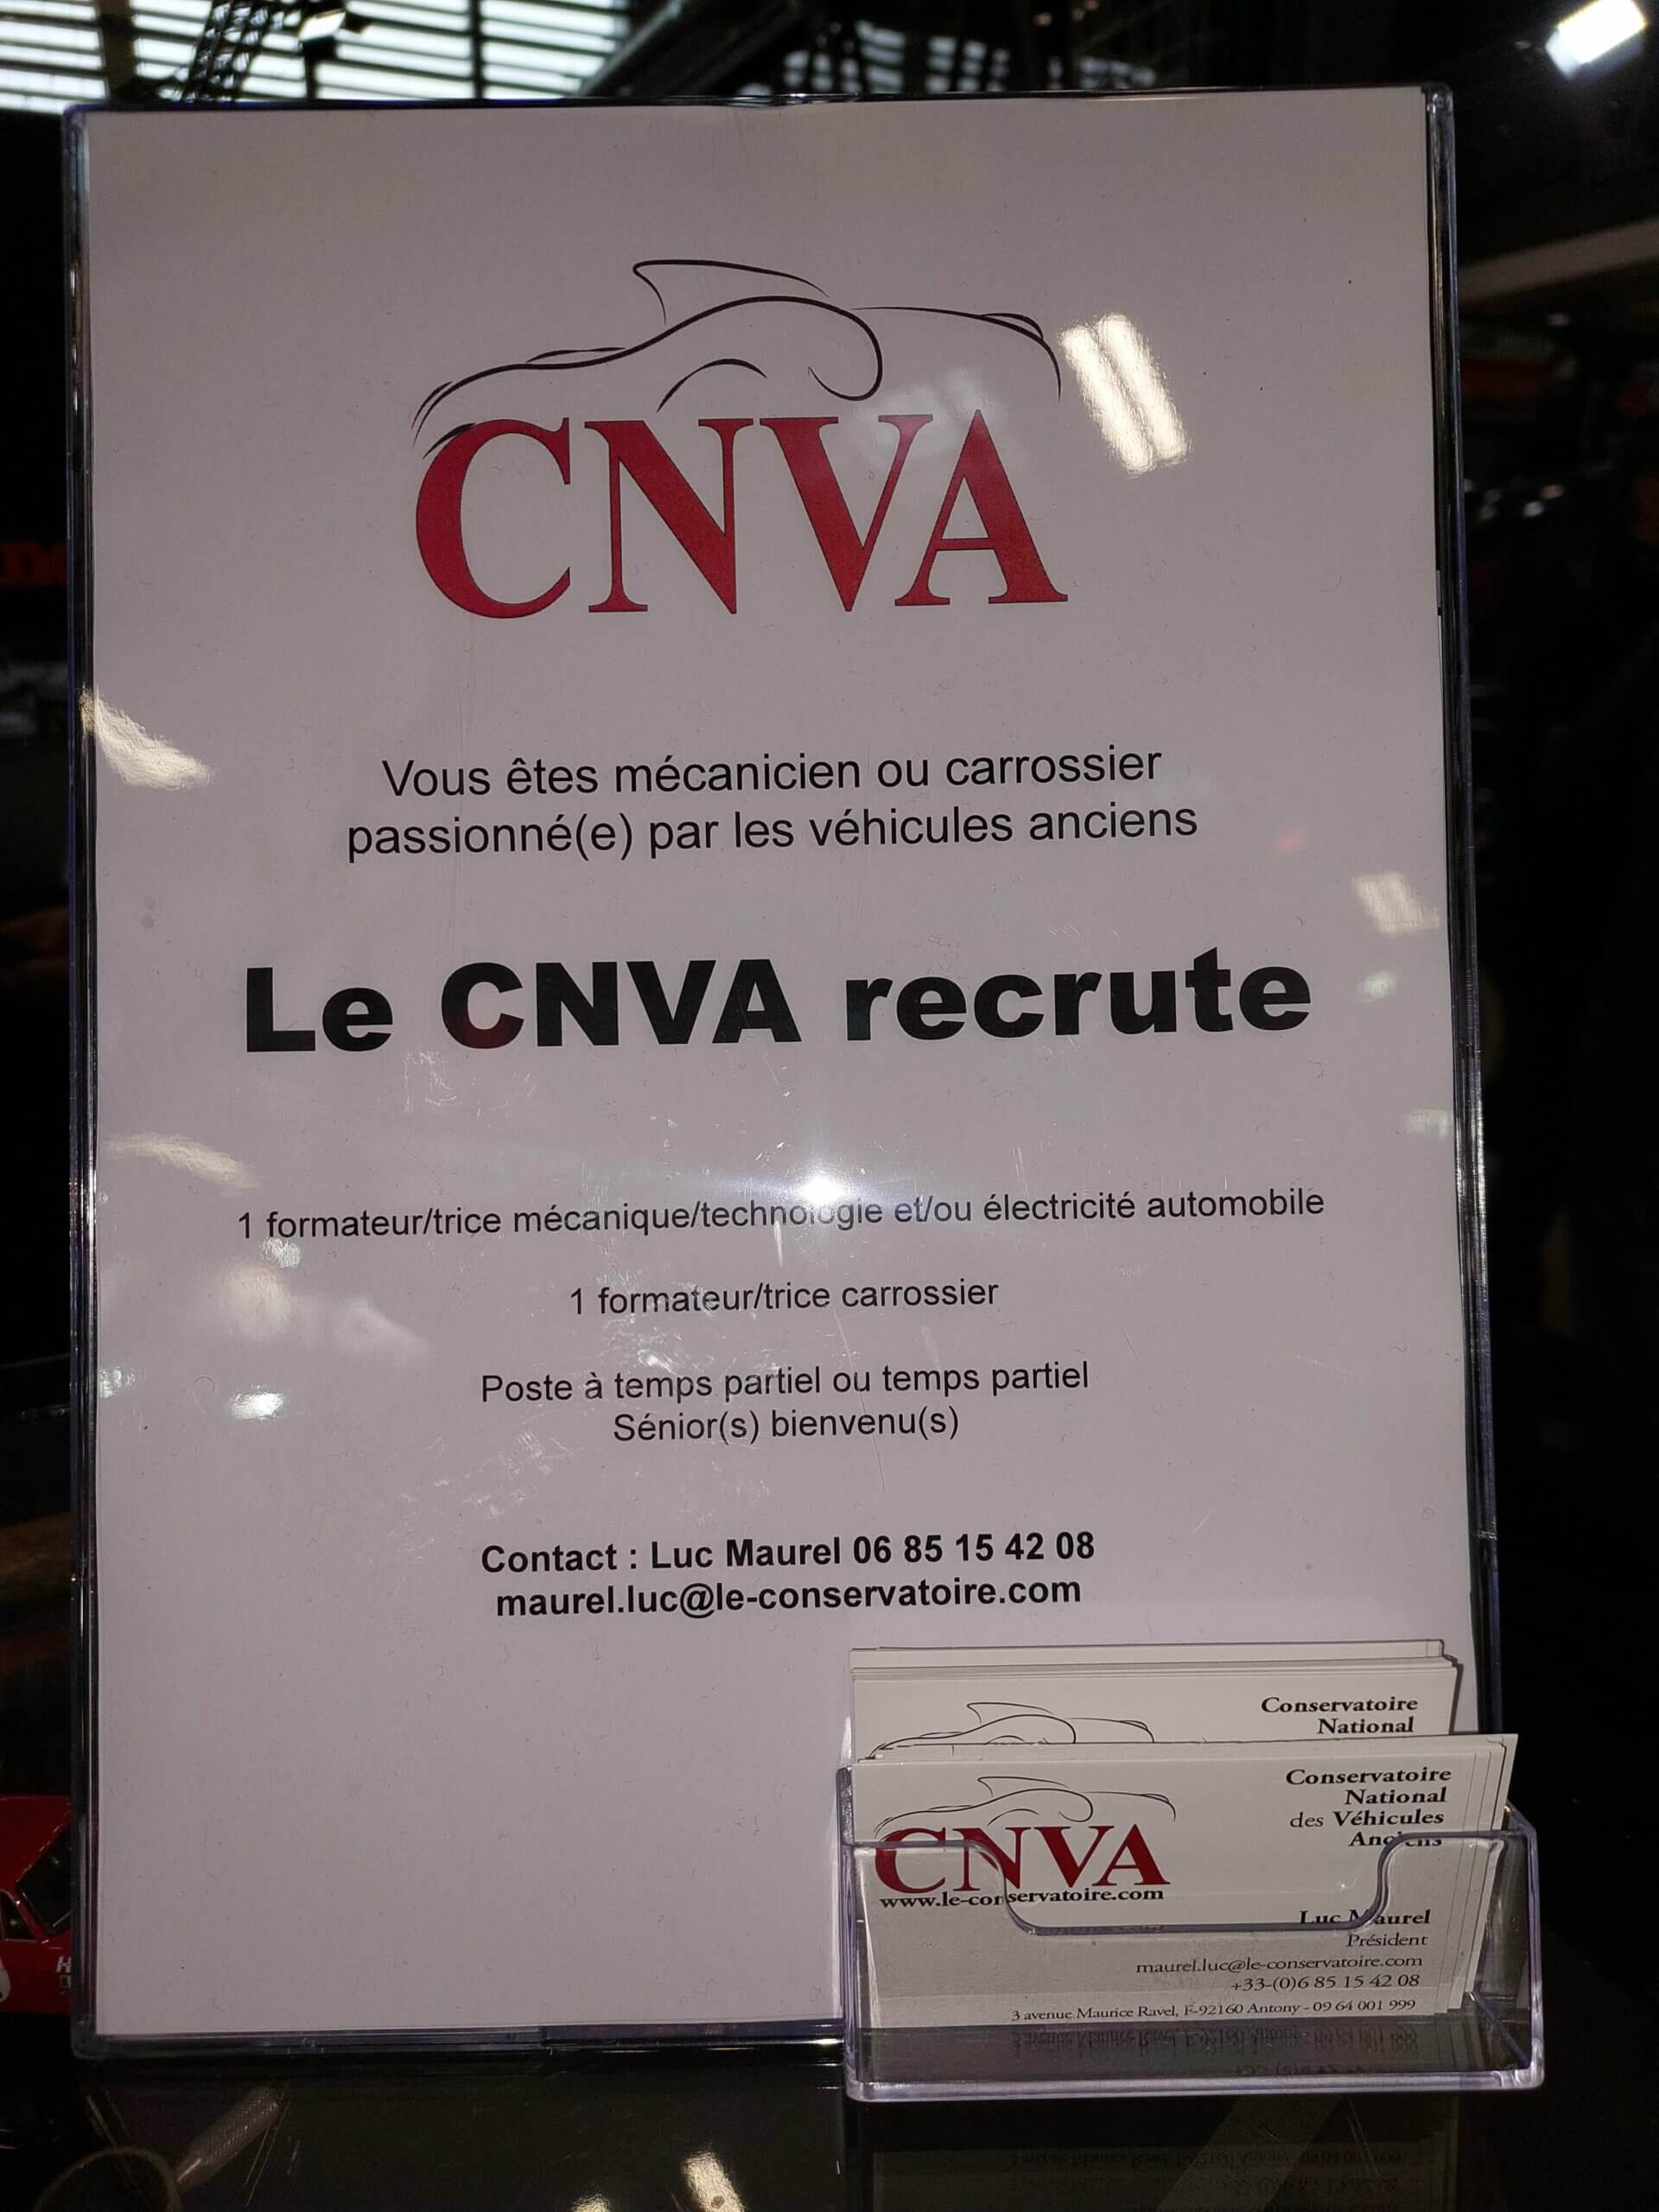 CNVA
Vous êtes mécanicien ou carrossier
passionné(e) par les véhicules anciens
Le CNVA recrute
1 formateur/trice mécanique/technologie et/ou électricité automobile
1 formateur/trice carrossier
Poste à temps partiel ou temps partiel
Sénior(s) bienvenu(s)
Contact : Luc Maurel 06 85 15 42 08
maurel.luc@le-conservatoire.com
Conservatoire
National
Conservatoire
National
des Véhicules
Anciens
CNVA
www.le-conservatoire.com
Luc Maurel
Président
maurel.luc@le-conservatoire.com
+33-(0)6 85 15 42 08
3 avenue Maurice Ravel, F-92160 Antony - 09 64 001 999